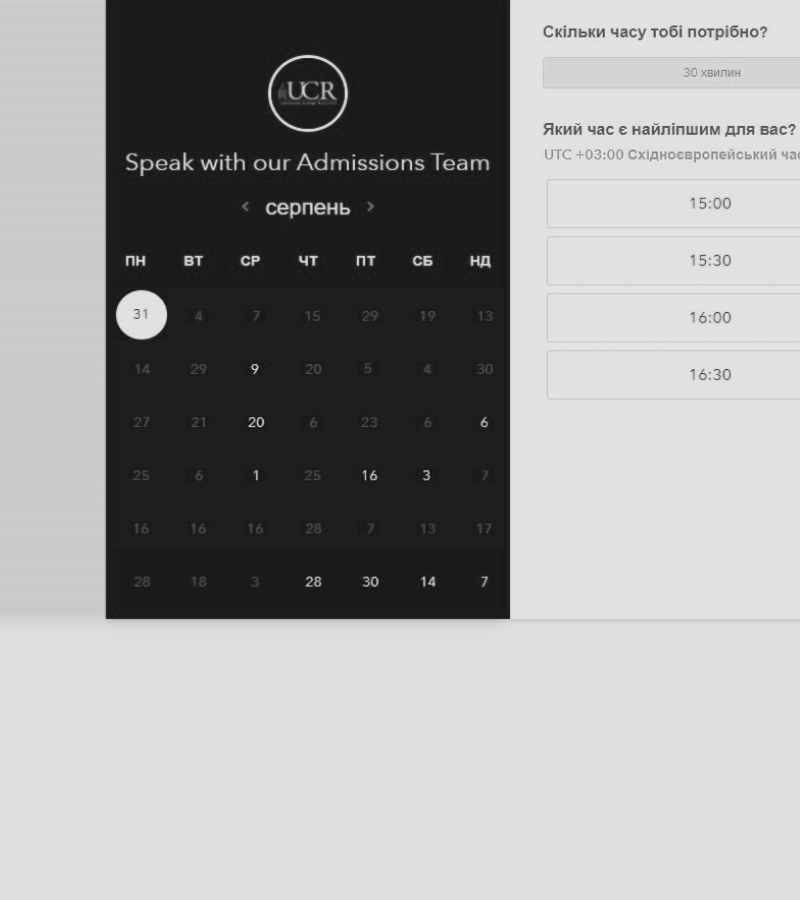 UCR
Speak with our Admissions Team
серпень
ПН ВТ СР ЧТ ПТ СБ НД
31 4 7 15 29 19 13
14 29 9 20 5 4 30
27 21 20 6 23 6 6
25 6 1 25 16 3 7
16 16 16 28 7 13 17
28 18 3 28 30 14 7
Скільки часу тобі потрібно?
30 хвилин
Який час є найліпшим для вас?
UTC +03:00 Східноєвропейський
15:00
15:30
16:00
16:30